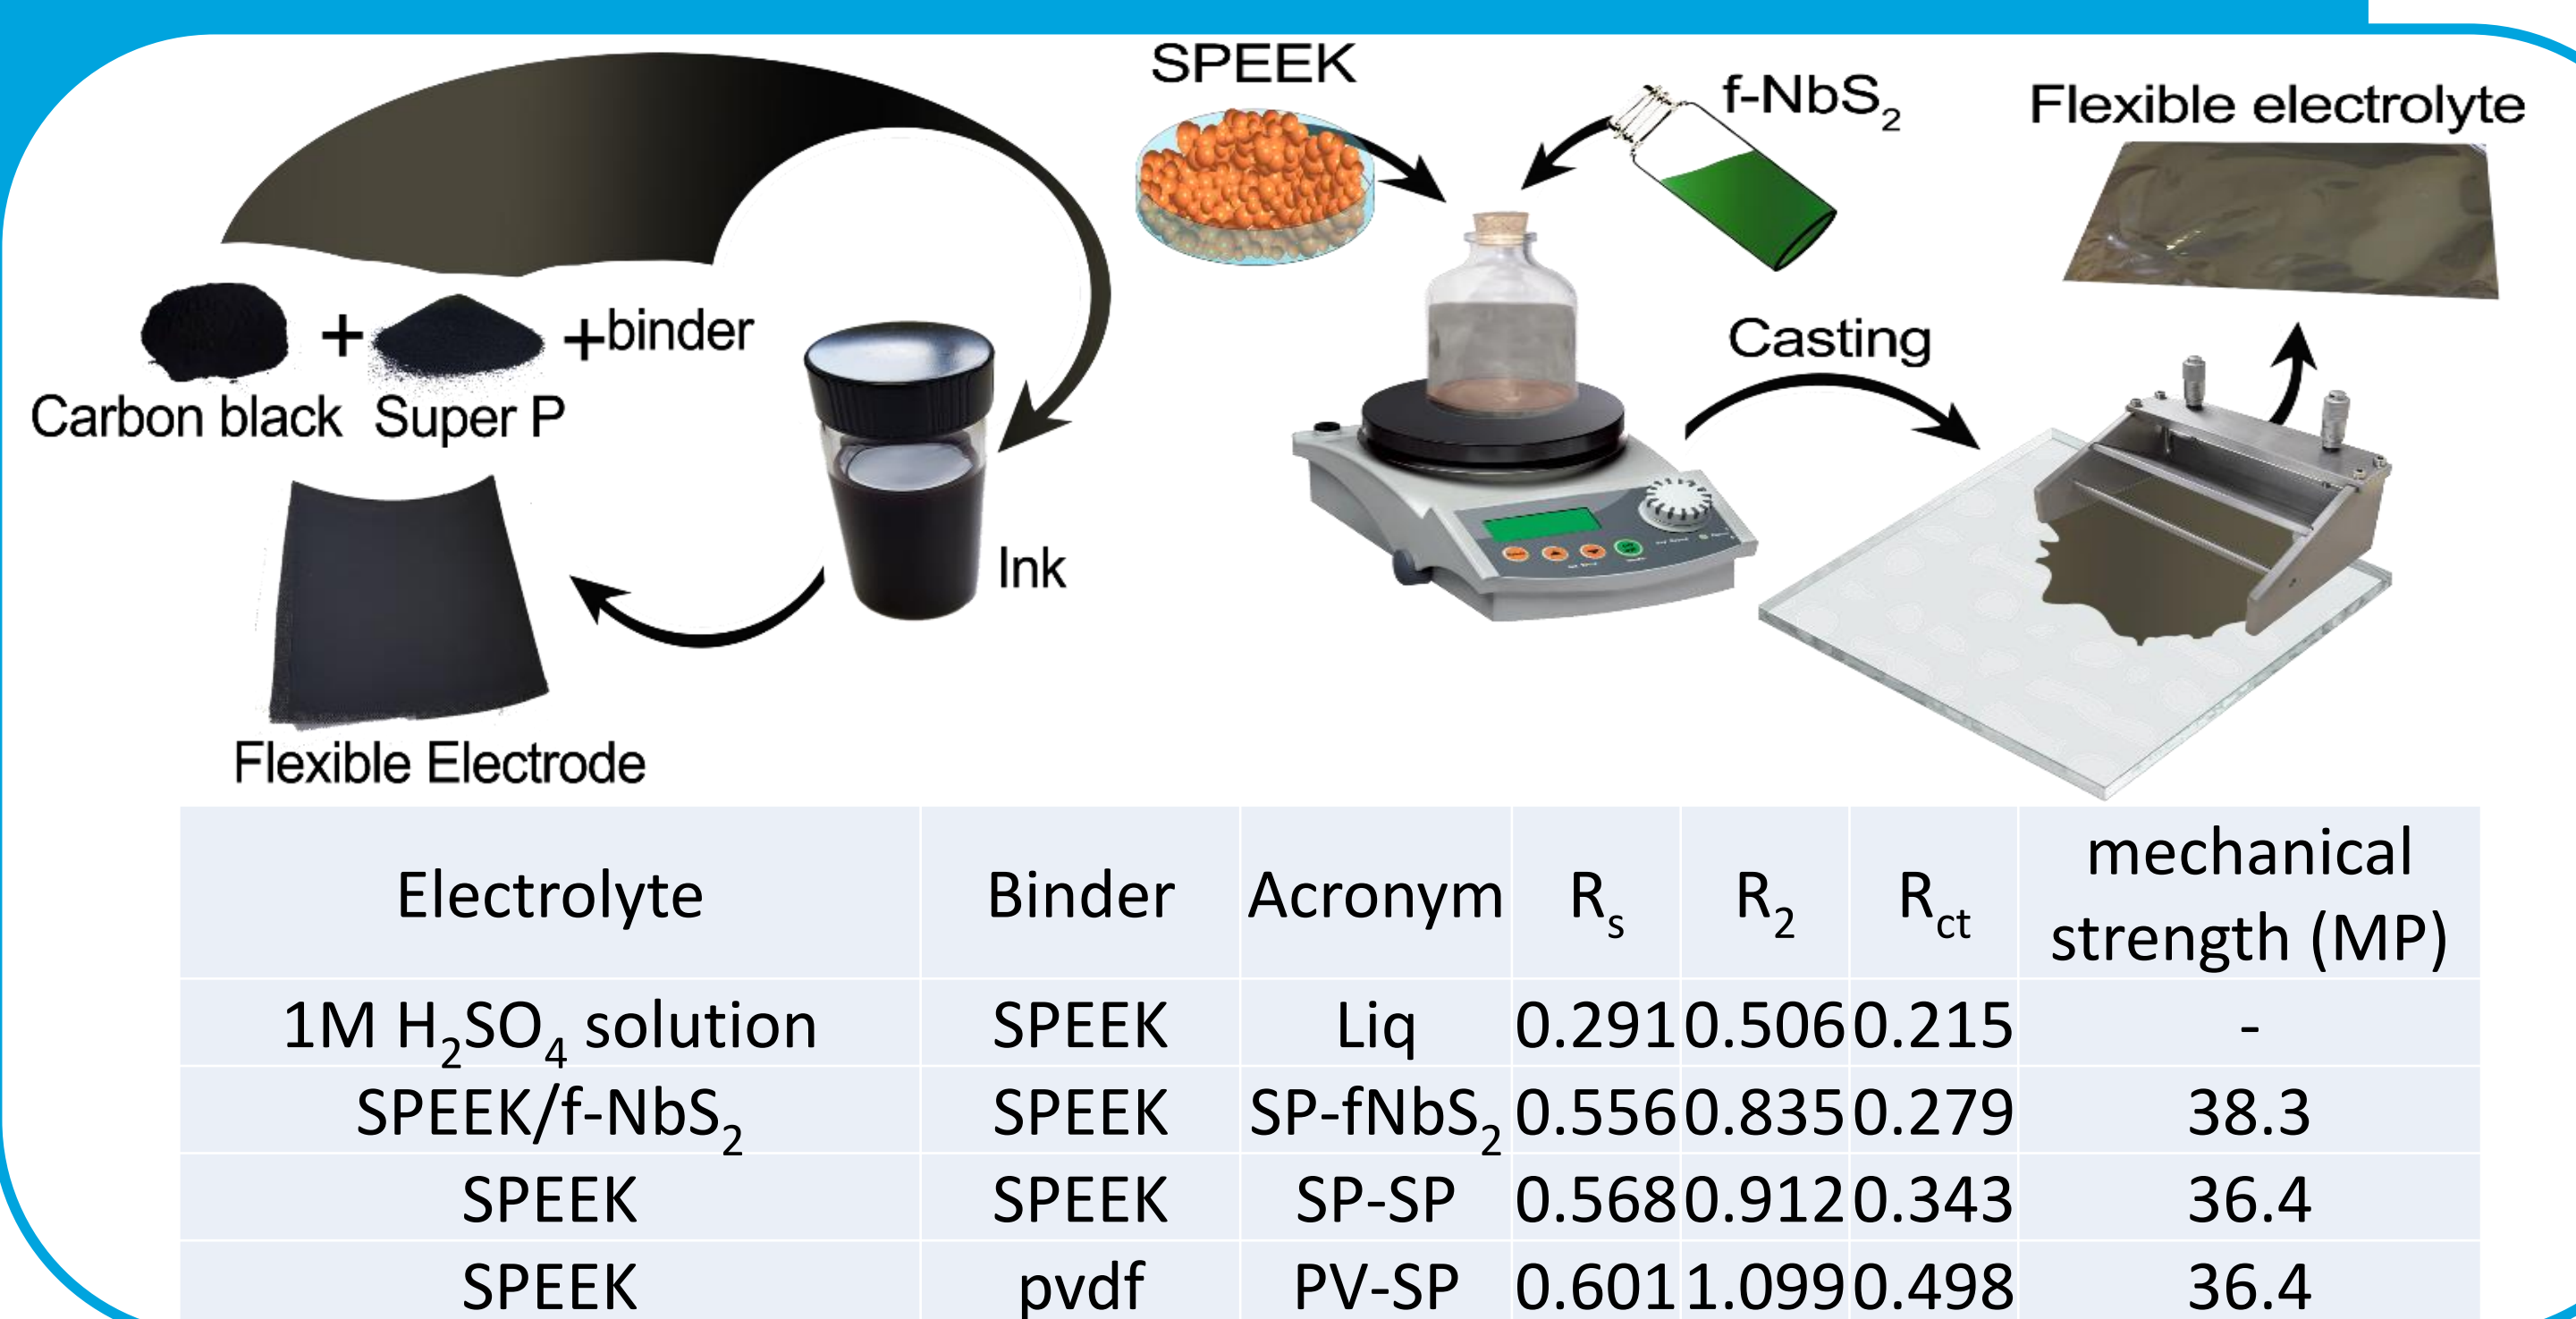 SPEEK
f-NbS₂
Flexible electrolyte
+ +binder
Carbon black Super P
Casting
Ink
Flexible Electrode
Electrolyte Binder Acronym Rₛ R₂ R_ct mechanical strength (MP)
1M H₂SO₄ solution SPEEK Liq 0.291 0.506 0.215 -
SPEEK/f-NbS₂ SPEEK SP-fNbS₂ 0.556 0.835 0.279 38.3
SPEEK SPEEK SP-SP 0.568 0.912 0.343 36.4
SPEEK pvdf PV-SP 0.601 1.099 0.498 36.4